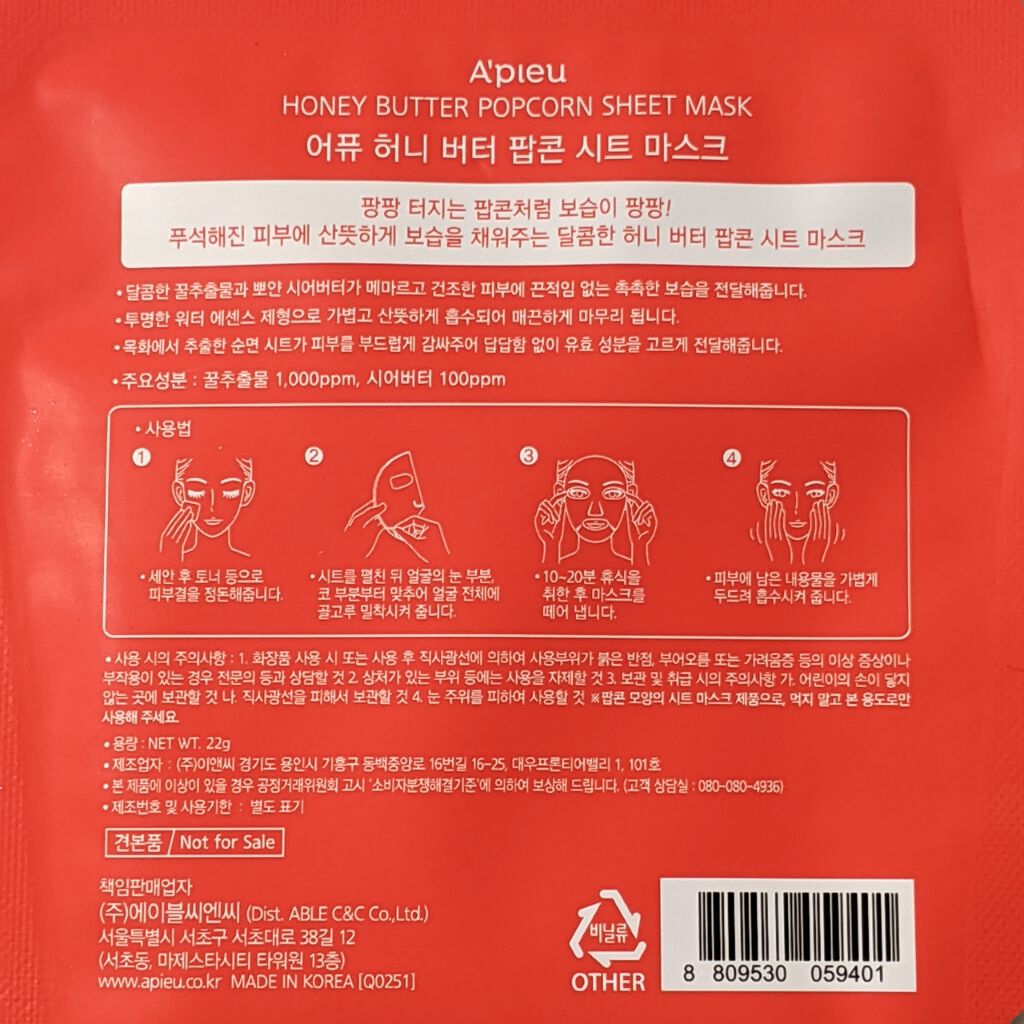 A'pieu
HONEY BUTTER POPCORN SHEET MASK
어퓨 허니 버터 팝콘 시트 마스크
팡팡 터지는 팝콘처럼 보습이 팡팡!
푸석해진 피부에 산뜻하게 보습을 채워주는 달콤한 허니 버터 팝콘 시트 마스크
• 달콤한 꿀추출물과 뽀얀 시어버터가 메마르고 건조한 피부에 끈적임 없는 촉촉한 보습을 전달해줍니다.
• 투명한 워터 에센스 제형으로 가볍고 산뜻하게 흡수되어 매끈하게 마무리 됩니다.
• 목화에서 추출한 순면 시트가 피부를 부드럽게 감싸주어 답답함 없이 유효 성분을 고르게 전달해줍니다.
• 주요성분 : 꿀추출물 1,000ppm, 시어버터 100ppm
• 사용법
1
2
3
4
• 세안 후 토너 등으로
피부결을 정돈해줍니다.
• 시트를 펼친 뒤 얼굴의 눈 부분,
코 부분부터 맞추어 얼굴 전체에
골고루 밀착시켜 줍니다.
• 10~20분 휴식을
취한 후 마스크를
떼어 냅니다.
• 피부에 남은 내용물을 가볍게
두드려 흡수시켜 줍니다.
• 사용 시의 주의사항 : 1. 화장품 사용 시 또는 사용 후 직사광선에 의하여 사용부위가 붉은 반점, 부어오름 또는 가려움증 등의 이상 증상이나
부작용이 있는 경우 전문의 등과 상담할 것 2. 상처가 있는 부위 등에는 사용을 자제할 것 3. 보관 및 취급 시의 주의사항 가. 어린이의 손이 닿지
않는 곳에 보관할 것 나. 직사광선을 피해서 보관할 것 4. 눈 주위를 피하여 사용할 것 ※팝콘 모양의 시트 마스크 제품으로, 먹지 말고 본 용도로만
사용해 주세요.
• 용량 : NET WT. 22g
• 제조업자 : (주)이앤씨 경기도 용인시 기흥구 동백중앙로 16번길 16-25, 대우프론티어밸리 1, 101호
• 본 제품에 이상이 있을 경우 공정거래위원회 고시 '소비자분쟁해결기준'에 의하여 보상해 드립니다. (고객 상담실 : 080-080-4936)
• 제조번호 및 사용기한 : 별도 표기
견본품 / Not for Sale
책임판매업자
(주)에이블씨엔씨 (Dist. ABLE C&C Co.,Ltd.)
서울특별시 서초구 서초대로 38길 12
(서초동, 마제스타시티 타워원 13층)
www.apieu.co.kr MADE IN KOREA [Q0251]
비닐류
OTHER
8 809530 059401